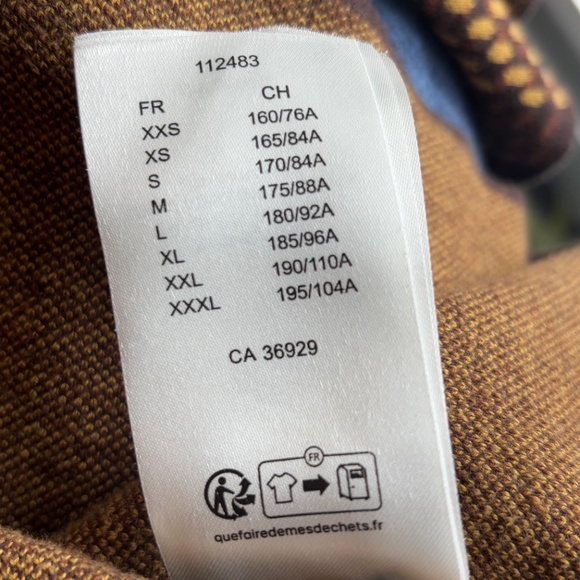 112483
FR CH
XXS 160/76A
XS 165/84A
S 170/84A
M 175/88A
L 180/92A
XL 185/96A
XXL 190/110A
XXXL 195/104A
CA 36929
FR
quefairedemesdechets.fr